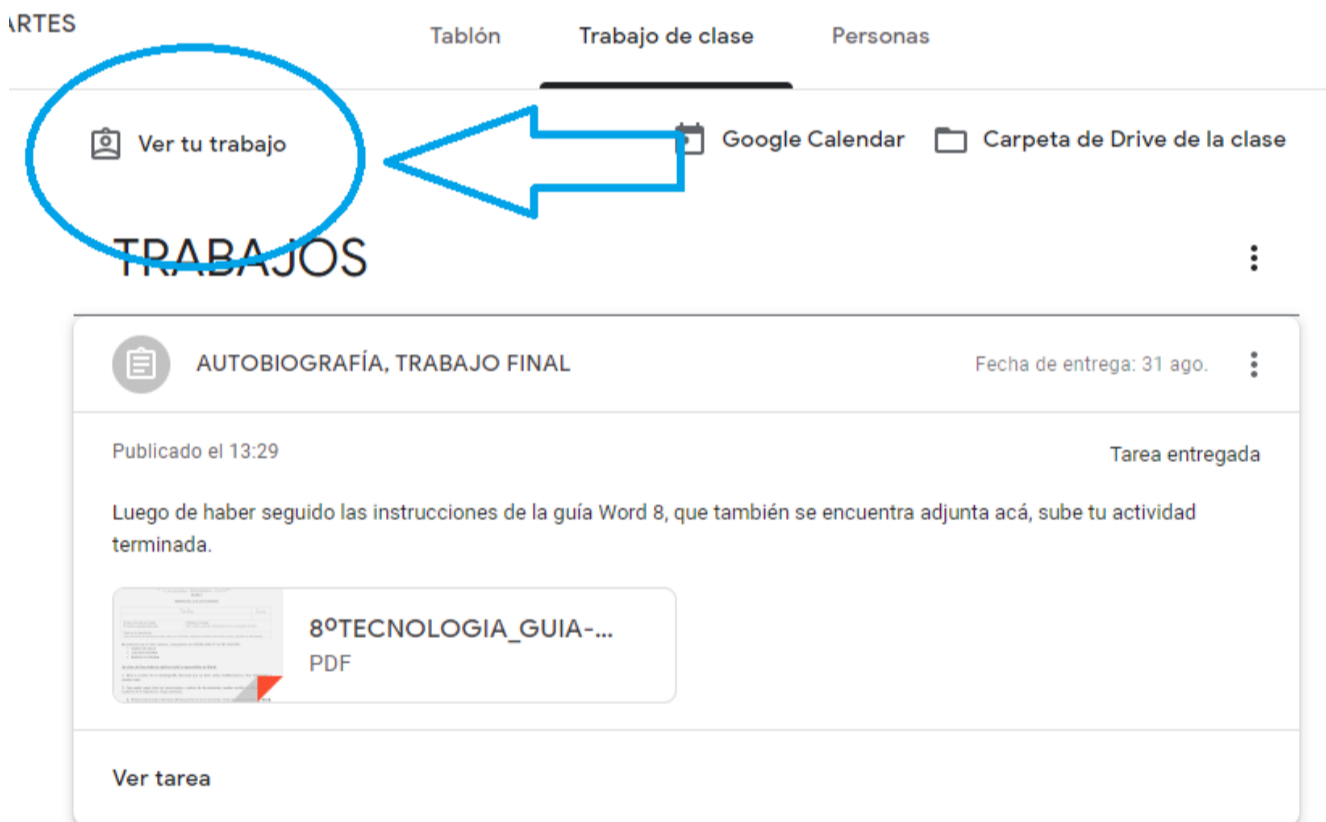 ARTES
Tablón Trabajo de clase Personas
Ver tu trabajo Google Calendar Carpeta de Drive de la clase
TRABAJOS
AUTOBIOGRAFÍA, TRABAJO FINAL Fecha de entrega: 31 ago.
Publicado el 13:29 Tarea entregada
Luego de haber seguido las instrucciones de la guía Word 8, que también se encuentra adjunta acá, sube tu actividad
terminada.
8ºTECNOLOGIA_GUIA-...
PDF
Ver tarea